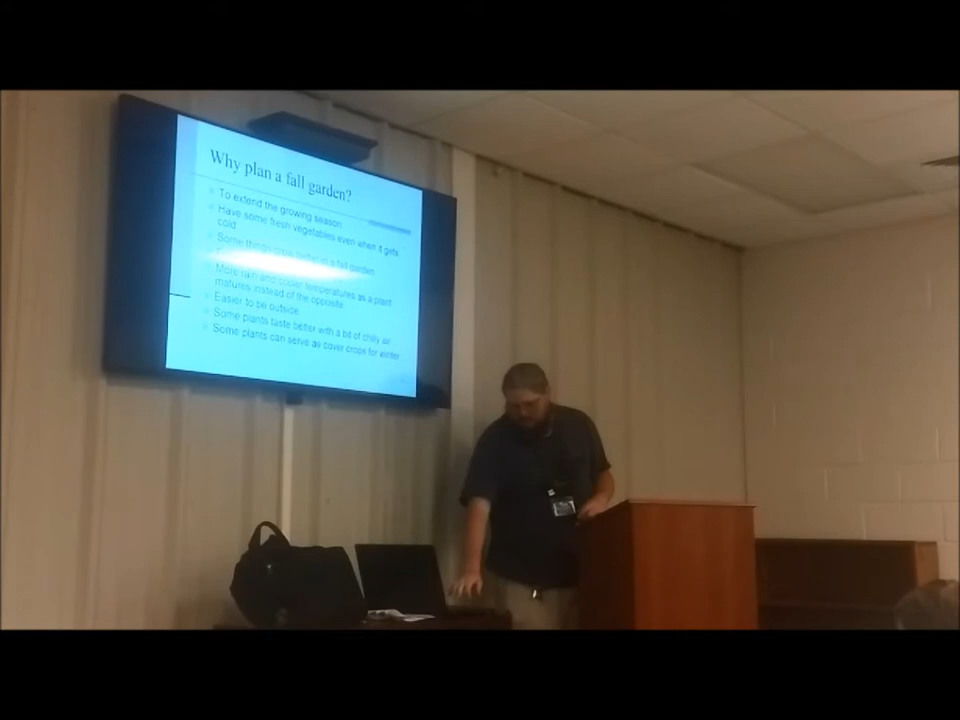 Why plan a fall garden?
To extend the growing season
Have some fresh vegetables even when it gets
cold
Some things grow better in a fall garden
More rain and cooler temperatures as a plant
matures instead of the opposite
Easier to be outside
Some plants taste better with a bit of chilly air
Some plants can serve as cover crops for winter